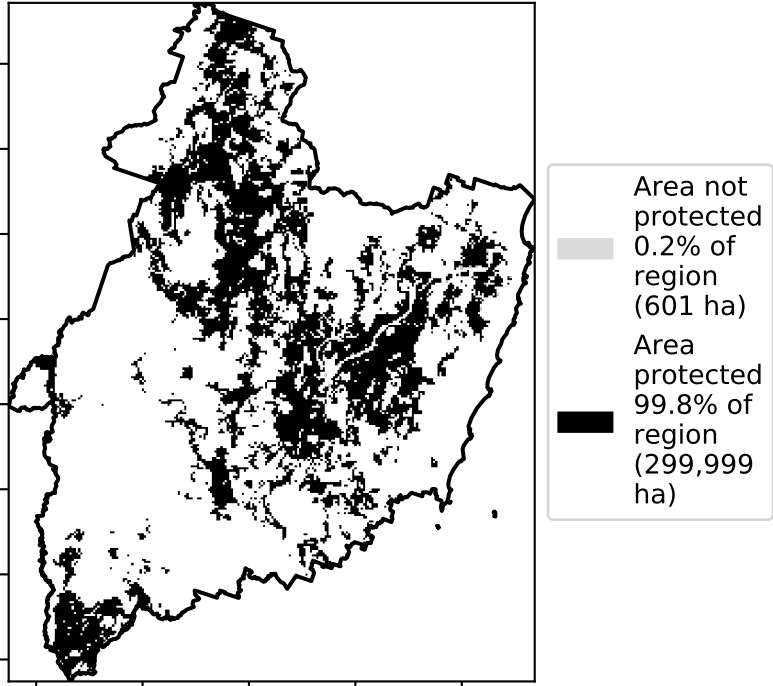 Area not
protected
0.2% of
region
(601 ha)
Area
protected
99.8% of
region
(299,999
ha)